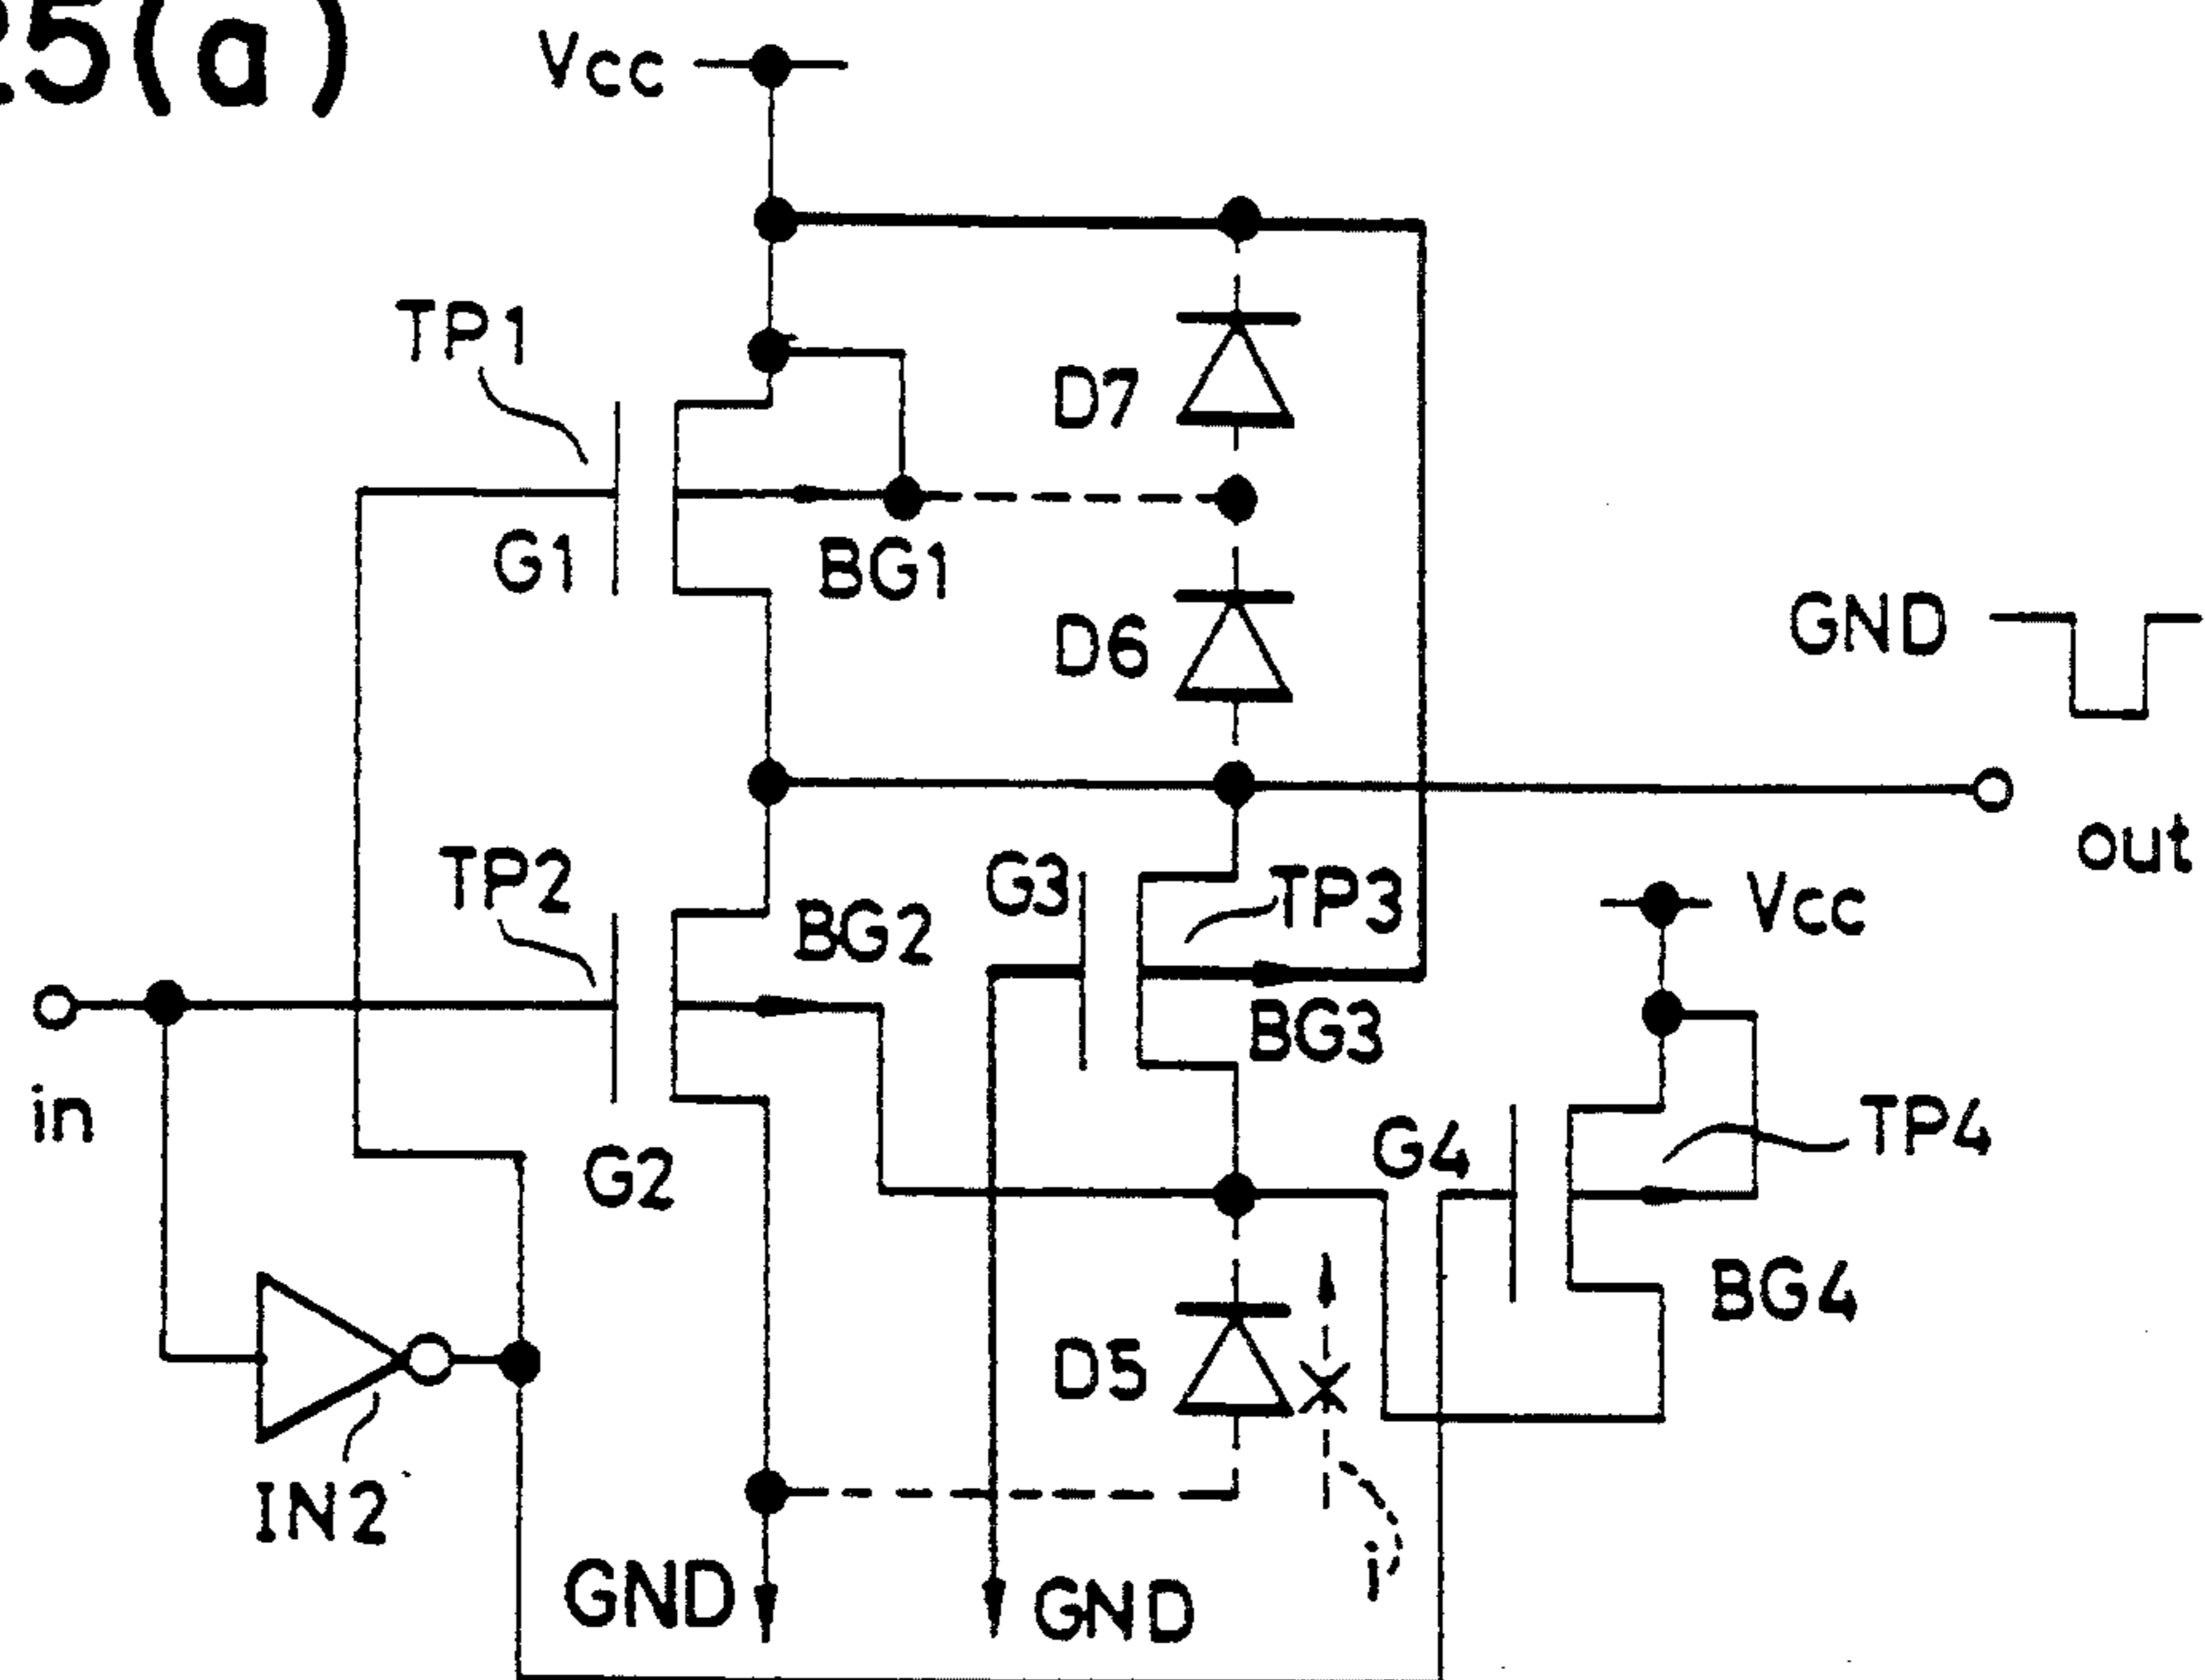 25(a)
Vcc
TP1
D7
G1
BG1
D6
GND
out
TP2
BG2
G3
TP3
Vcc
BG3
in
G2
G4
TP4
BG4
D5
IN2
i'
GND
GND